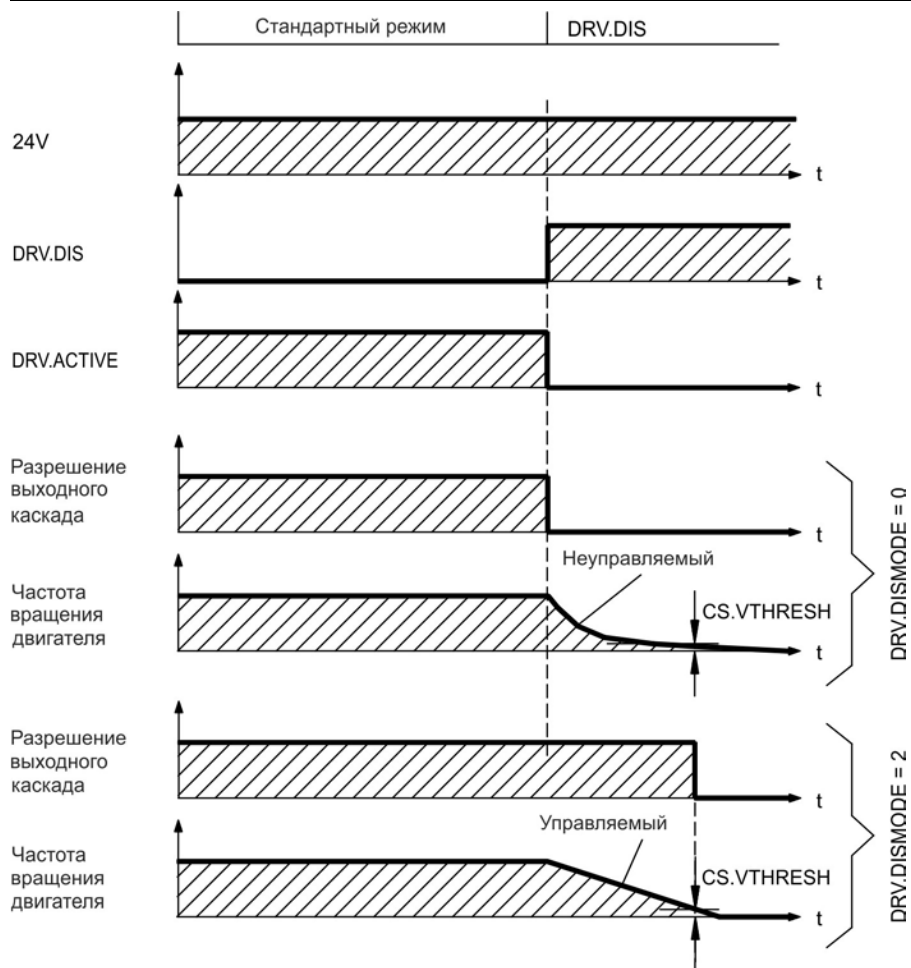 Стандартный режим
DRV.DIS
24V
t
DRV.DIS
t
DRV.ACTIVE
t
Разрешение
выходного
каскада
t
Неуправляемый
Частота
вращения
двигателя
CS.VTHRESH
t
DRV.DISMODE = 0
Разрешение
выходного
каскада
t
Управляемый
Частота
вращения
двигателя
CS.VTHRESH
t
DRV.DISMODE = 2